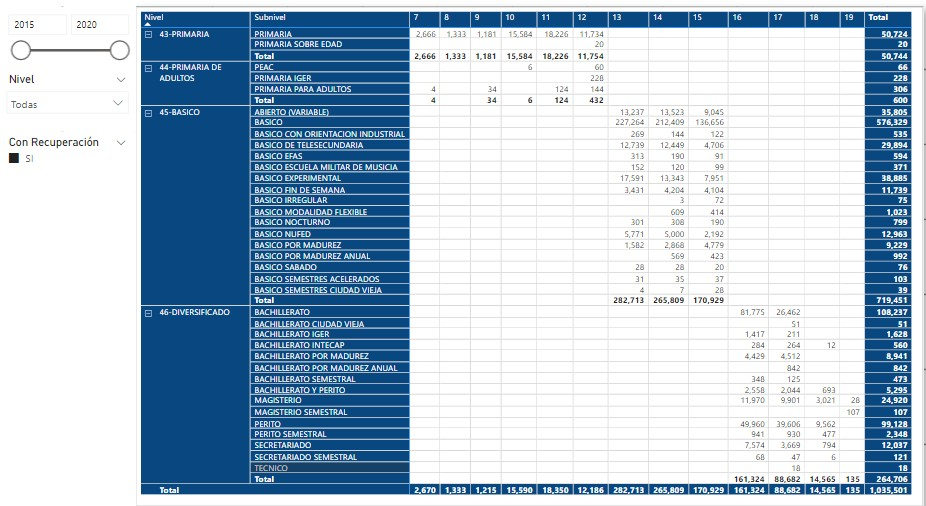 2015 2020
Nivel
Todas
Con Recuperación
SI
Nivel Subnivel 7 8 9 10 11 12 13 14 15 16 17 18 19 Total
43-PRIMARIA PRIMARIA 2,666 1,333 1,181 15,584 18,226 11,734 50,724
PRIMARIA SOBRE EDAD 20 20
Total 2,666 1,333 1,181 15,584 18,226 11,754 50,744
44-PRIMARIA DE ADULTOS PEAC 6 60 66
PRIMARIA IGER 228 228
PRIMARIA PARA ADULTOS 4 34 124 144 306
Total 4 34 6 124 432 600
45-BASICO ABIERTO (VARIABLE) 13,237 13,523 9,045 35,805
BASICO 227,264 212,409 136,656 576,329
BASICO CON ORIENTACION INDUSTRIAL 269 144 122 535
BASICO DE TELESECUNDARIA 12,739 12,449 4,706 29,894
BASICO EFAS 313 190 91 594
BASICO ESCUELA MILITAR DE MUSICIA 152 120 99 371
BASICO EXPERIMENTAL 17,591 13,343 7,951 38,885
BASICO FIN DE SEMANA 3,431 4,204 4,104 11,739
BASICO IRREGULAR 3 72 75
BASICO MODALIDAD FLEXIBLE 609 414 1,023
BASICO NOCTURNO 301 308 190 799
BASICO NUFED 5,771 5,000 2,192 12,963
BASICO POR MADUREZ 1,582 2,868 4,779 9,229
BASICO POR MADUREZ ANUAL 569 423 992
BASICO SABADO 28 28 20 76
BASICO SEMESTRES ACELERADOS 31 35 37 103
BASICO SEMESTRES CIUDAD VIEJA 4 7 28 39
Total 282,713 265,809 170,929 719,451
46-DIVERSIFICADO BACHILLERATO 81,775 26,462 108,237
BACHILLERATO CIUDAD VIEJA 51 51
BACHILLERATO IGER 1,417 211 1,628
BACHILLERATO INTECAP 284 264 12 560
BACHILLERATO POR MADUREZ 4,429 4,512 8,941
BACHILLERATO POR MADUREZ ANUAL 842 842
BACHILLERATO SEMESTRAL 348 125 473
BACHILLERATO Y PERITO 2,558 2,044 693 5,295
MAGISTERIO 11,970 9,901 3,021 28 24,920
MAGISTERIO SEMESTRAL 107 107
PERITO 49,960 39,606 9,562 99,128
PERITO SEMESTRAL 941 930 477 2,348
SECRETARIADO 7,574 3,669 794 12,037
SECRETARIADO SEMESTRAL 68 47 6 121
TECNICO 18 18
Total 161,324 88,682 14,565 135 264,706
Total 2,670 1,333 1,215 15,590 18,350 12,186 282,713 265,809 170,929 161,324 88,682 14,565 135 1,035,501